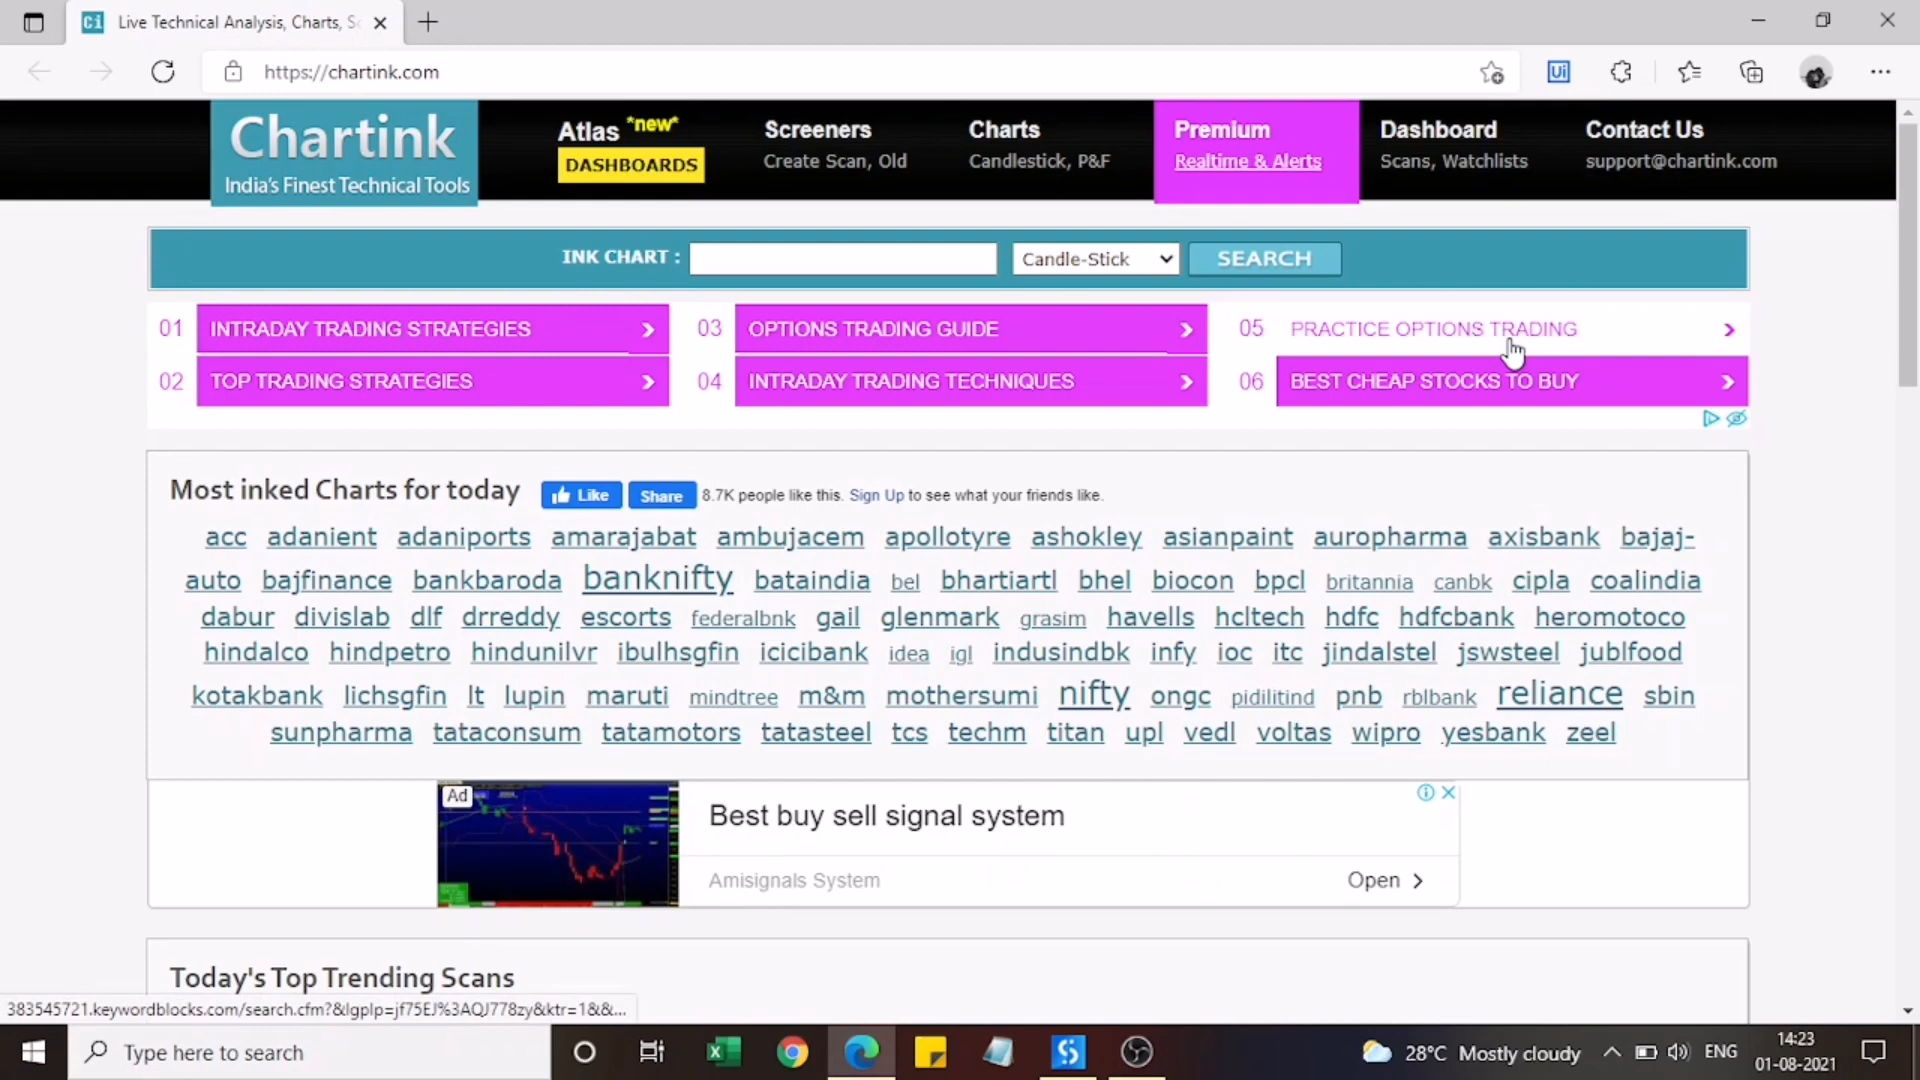 Live Technical Analysis, Charts, Sc
https://chartink.com
Chartink
India's Finest Technical Tools
Atlas *new*
DASHBOARDS
Screeners
Create Scan, Old
Charts
Candlestick, P&F
Premium
Realtime & Alerts
Dashboard
Scans, Watchlists
Contact Us
support@chartink.com
INK CHART : Candle-Stick SEARCH
01 INTRADAY TRADING STRATEGIES
02 TOP TRADING STRATEGIES
03 OPTIONS TRADING GUIDE
04 INTRADAY TRADING TECHNIQUES
05 PRACTICE OPTIONS TRADING
06 BEST CHEAP STOCKS TO BUY
Most inked Charts for today Like Share 8.7K people like this. Sign Up to see what your friends like.
acc adanient adaniports amarajabat ambujacem apollotyre ashokley asianpaint auropharma axisbank bajaj-
auto bajfinance bankbaroda banknifty bataindia bel bhartiartl bhel biocon bpcl britannia canbk cipla coalindia
dabur divislab dlf drreddy escorts federalbnk gail glenmark grasim havells hcltech hdfc hdfcbank heromotoco
hindalco hindpetro hindunilvr ibulhsgfin icicibank idea igl indusindbk infy ioc itc jindalstel jswsteel jublfood
kotakbank lichsgfin lt lupin maruti mindtree m&m mothersumi nifty ongc pidilitind pnb rblbank reliance sbin
sunpharma tataconsum tatamotors tatasteel tcs techm titan upl vedl voltas wipro yesbank zeel
Ad
Best buy sell signal system
Amisignals System
Open
Today's Top Trending Scans
383545721.keywordblocks.com/search.cfm?&lgplp=jf75EJ%3AQJ778zy&ktr=1&&...
Type here to search
28°C Mostly cloudy
ENG
14:23
01-08-2021